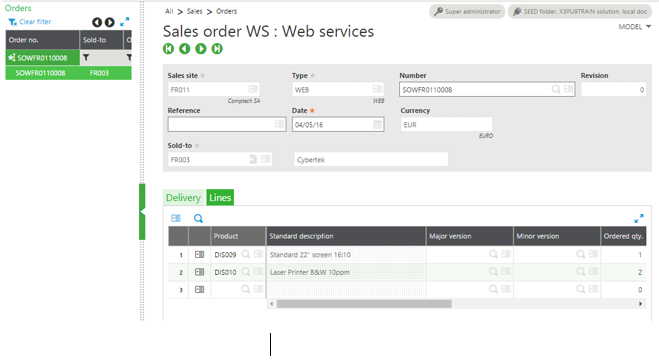 Orders
Clear filter
Order no. Sold-to O
SOWFR0110008
SOWFR0110008 FR003
All > Sales > Orders
Super administrator
SEED folder, X3PU9TRAIN solution, local doc
Sales order WS : Web services
MODEL
Sales site Type Number Revision
FR011 WEB SOWFR0110008 0
Comptech SA WEB
Reference Date Currency
04/05/16 EUR
EURO
Sold-to
FR003 Cybertek
Delivery Lines
Product Standard description Major version Minor version Ordered qty.
1 DIS009 Standard 22" screen 16:10 1
2 DIS010 Laser Printer B&W 10ppm 2
3 0